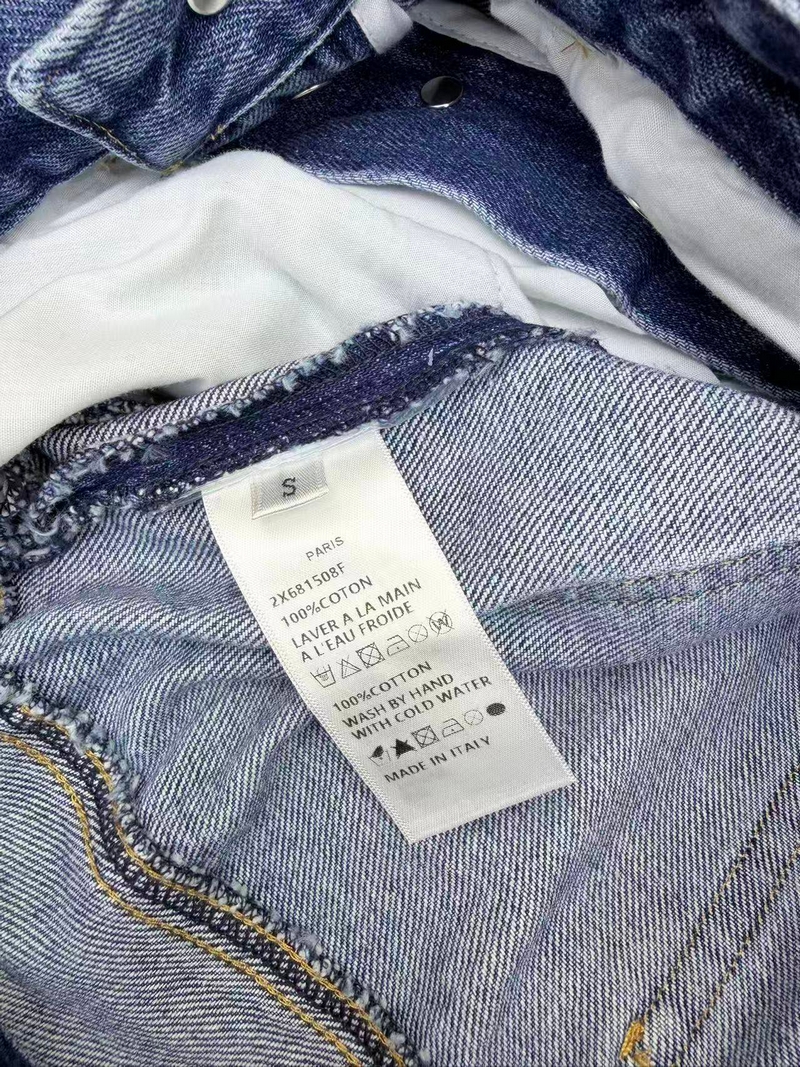 S
PARIS
2X681508F
100%COTON
LAVER A LA MAIN
A L'EAU FROIDE
100%COTTON
WASH BY HAND
WITH COLD WATER
MADE IN ITALY